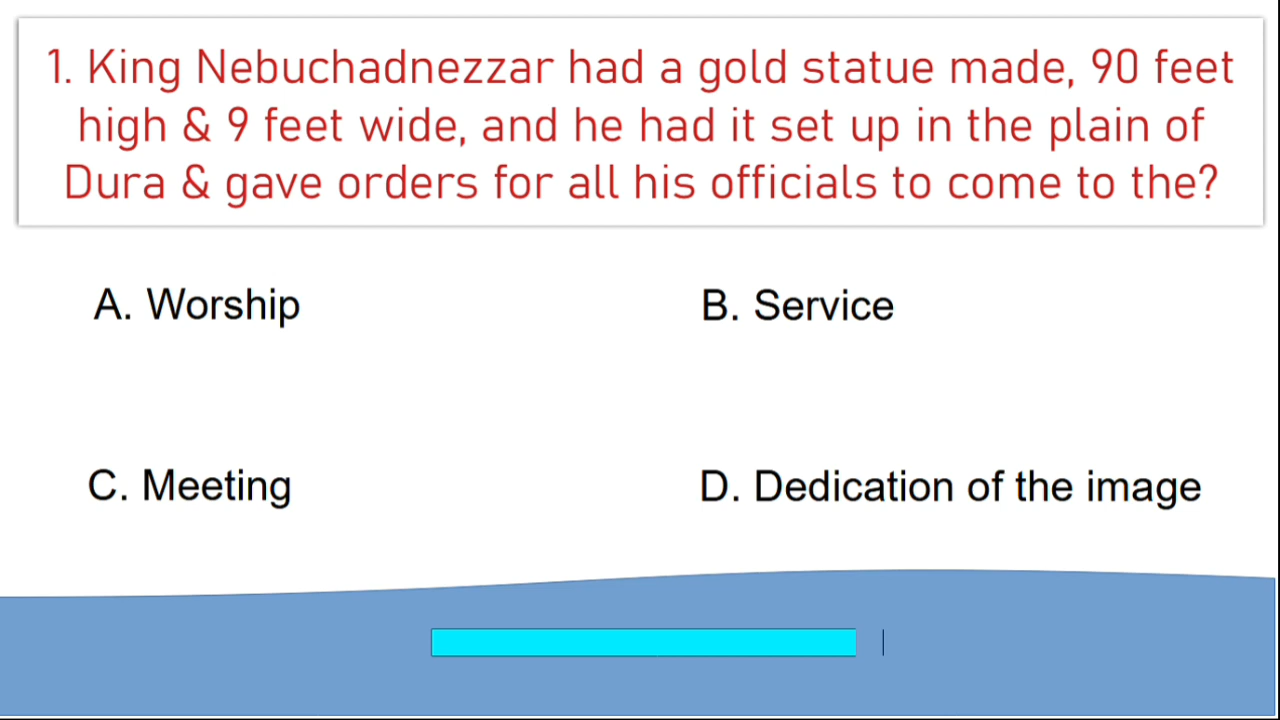 1. King Nebuchadnezzar had a gold statue made, 90 feet
high & 9 feet wide, and he had it set up in the plain of
Dura & gave orders for all his officials to come to the?
A. Worship
B. Service
C. Meeting
D. Dedication of the image